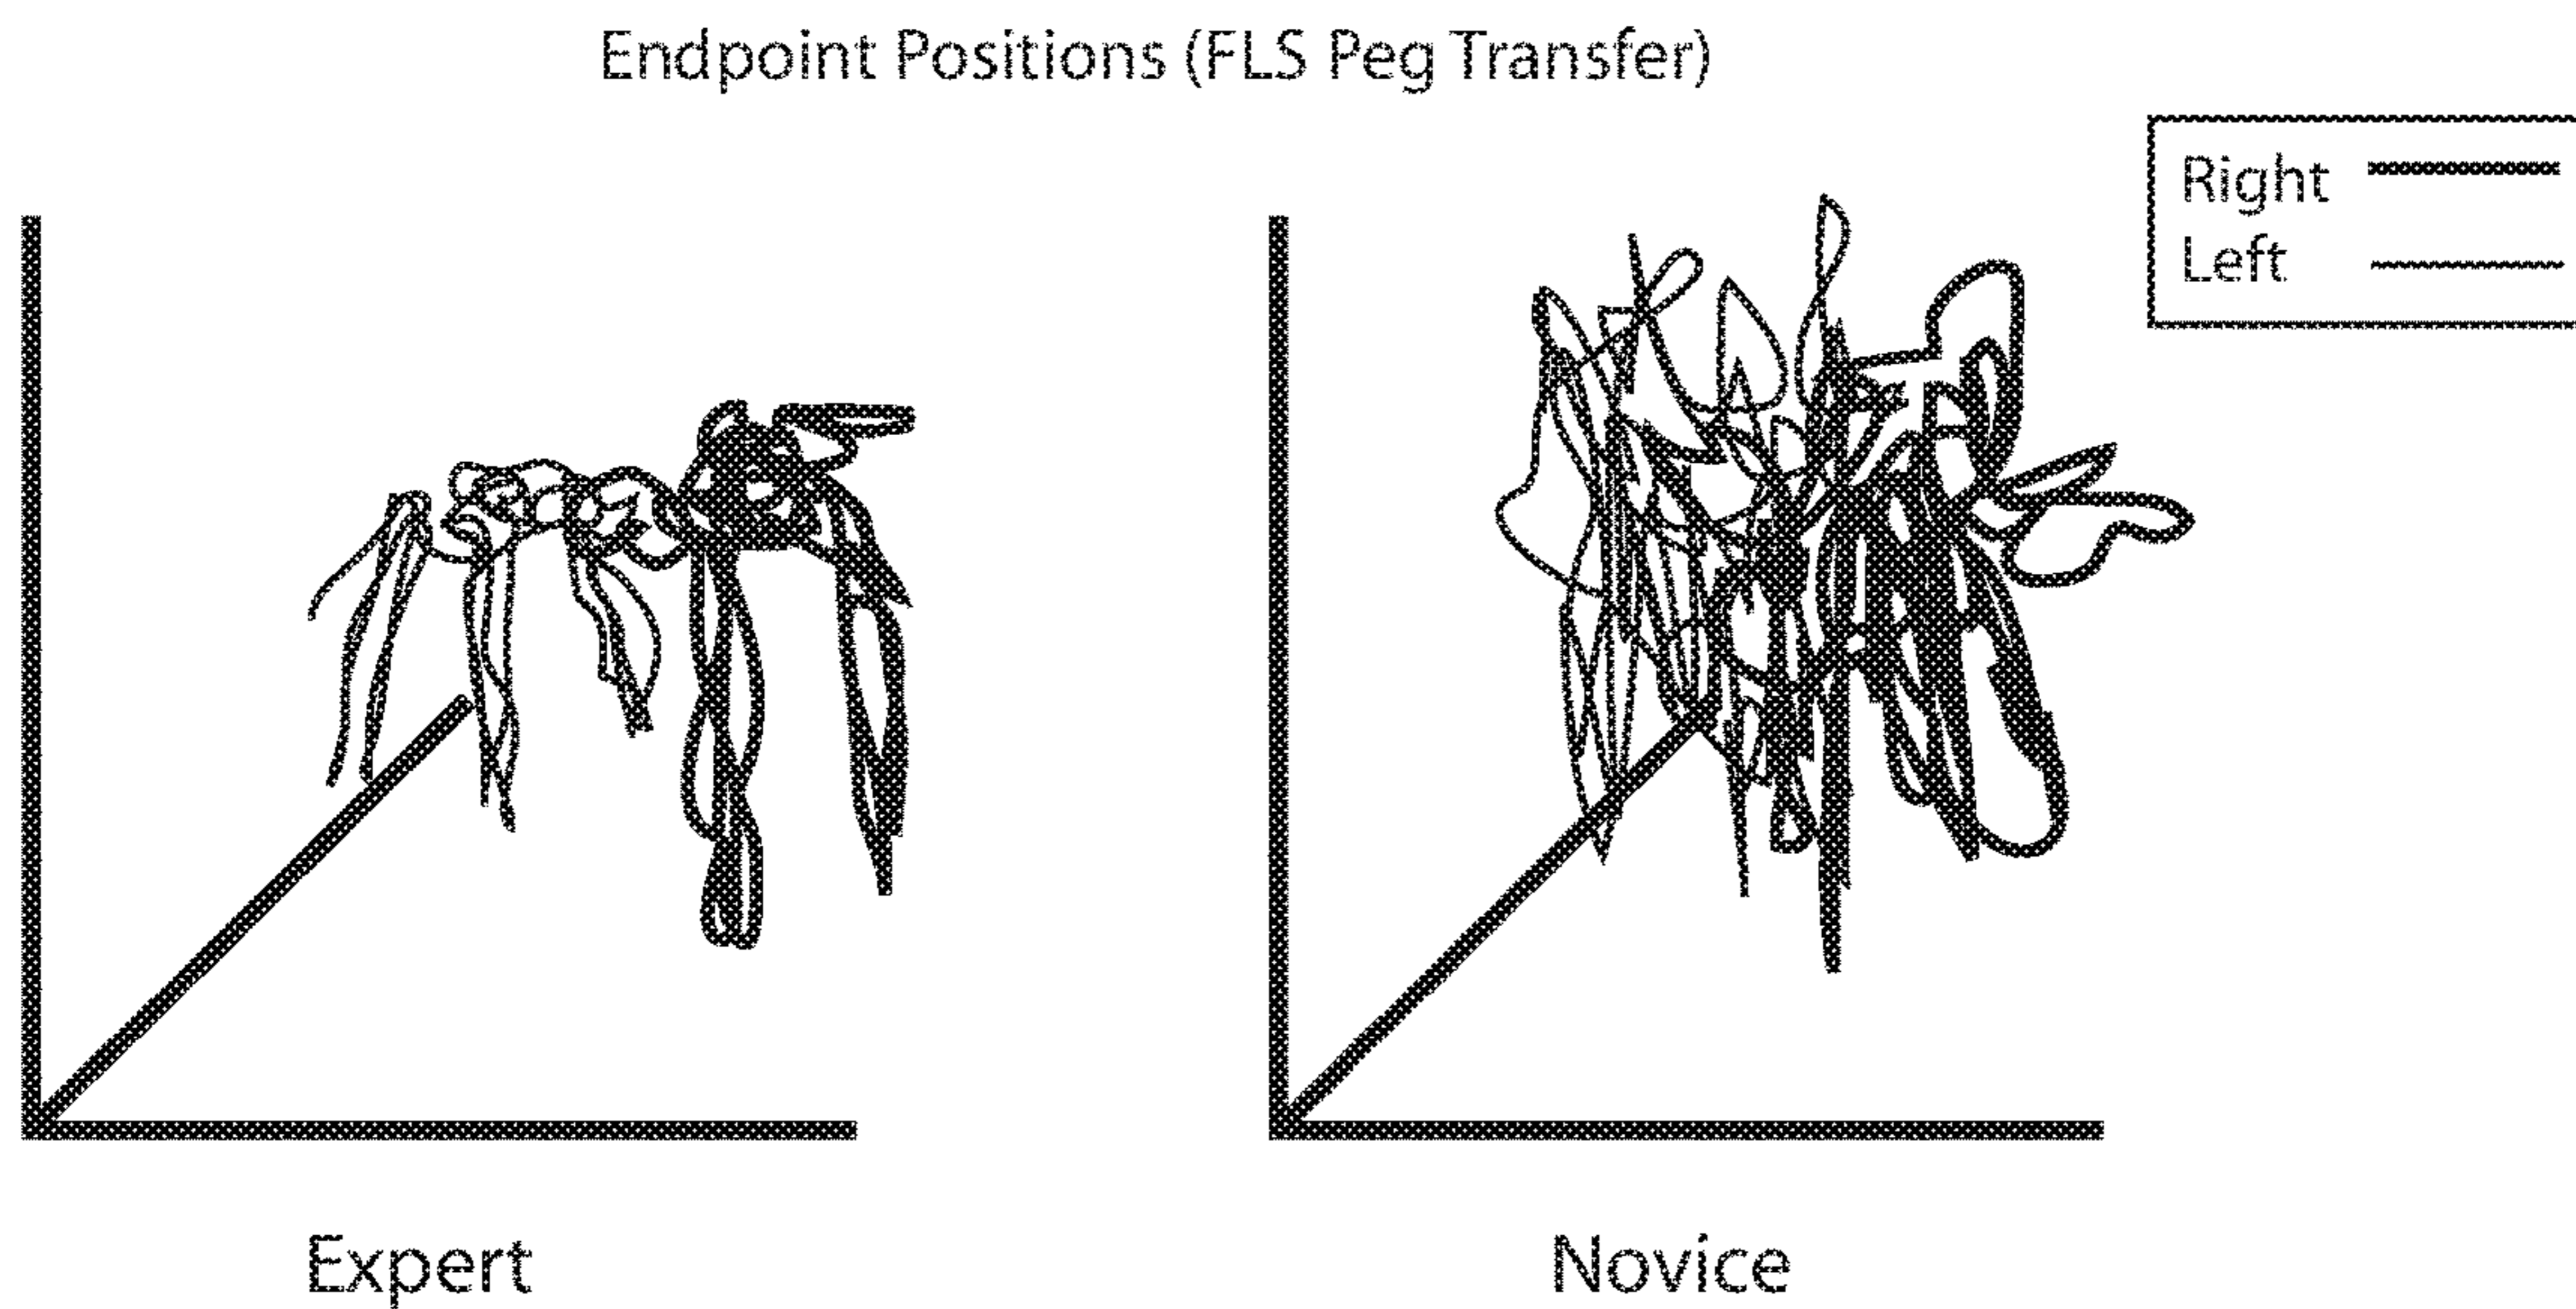 Endpoint Positions (FLS Peg Transfer)
Right
Left
Expert
Novice